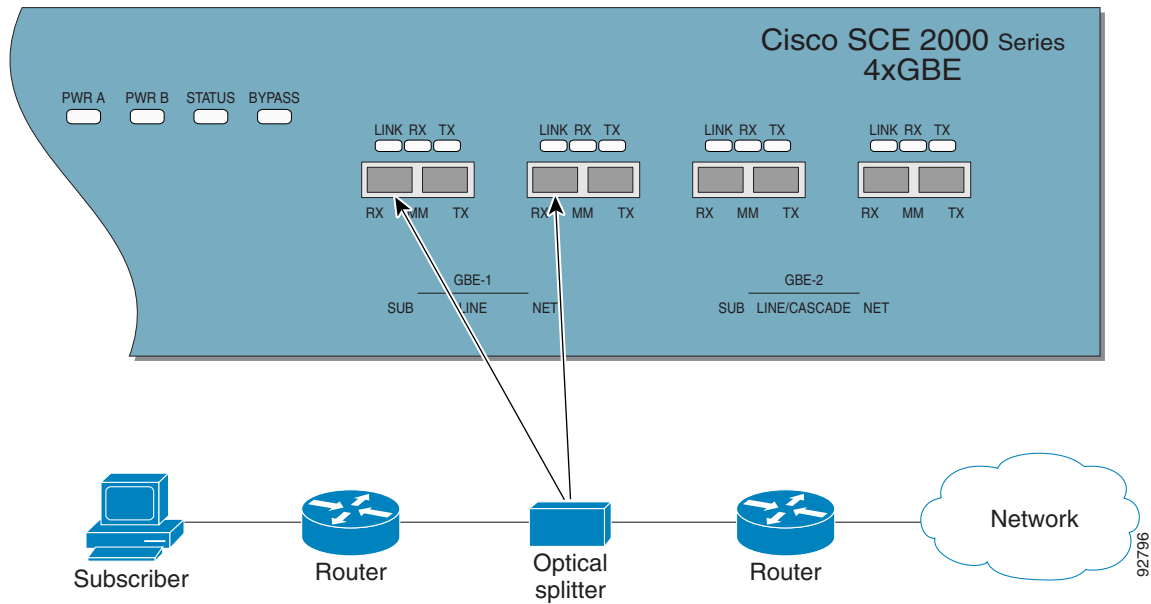 Cisco SCE 2000 Series
4xGBE
PWR A PWR B STATUS BYPASS
LINK RX TX LINK RX TX LINK RX TX LINK RX TX
RX MM TX RX MM TX RX MM TX RX MM TX
GBE-1 GBE-2
SUB LINE NET SUB LINE/CASCADE NET
Subscriber
Router
Optical
splitter
Router
Network
92796